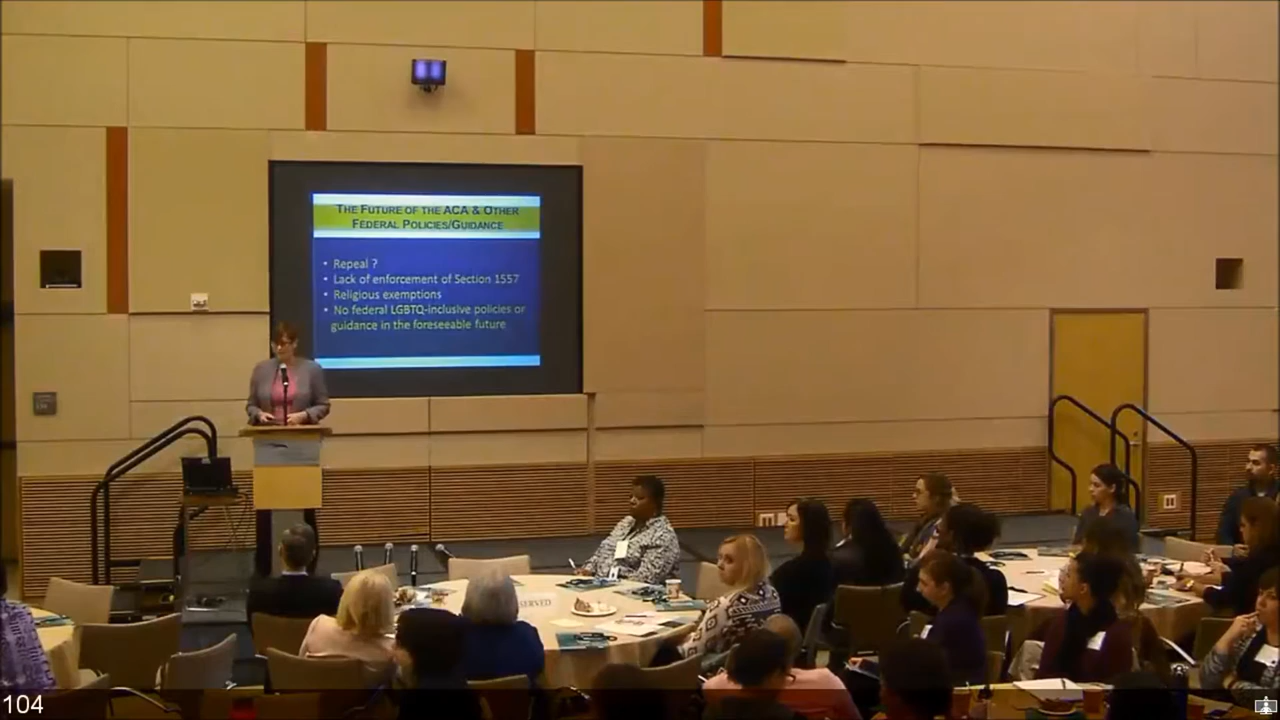 THE FUTURE OF THE ACA & OTHER
FEDERAL POLICIES/GUIDANCE
• Repeal ?
• Lack of enforcement of Section 1557
• Religious exemptions
• No federal LGBTQ-inclusive policies or
guidance in the foreseeable future
104